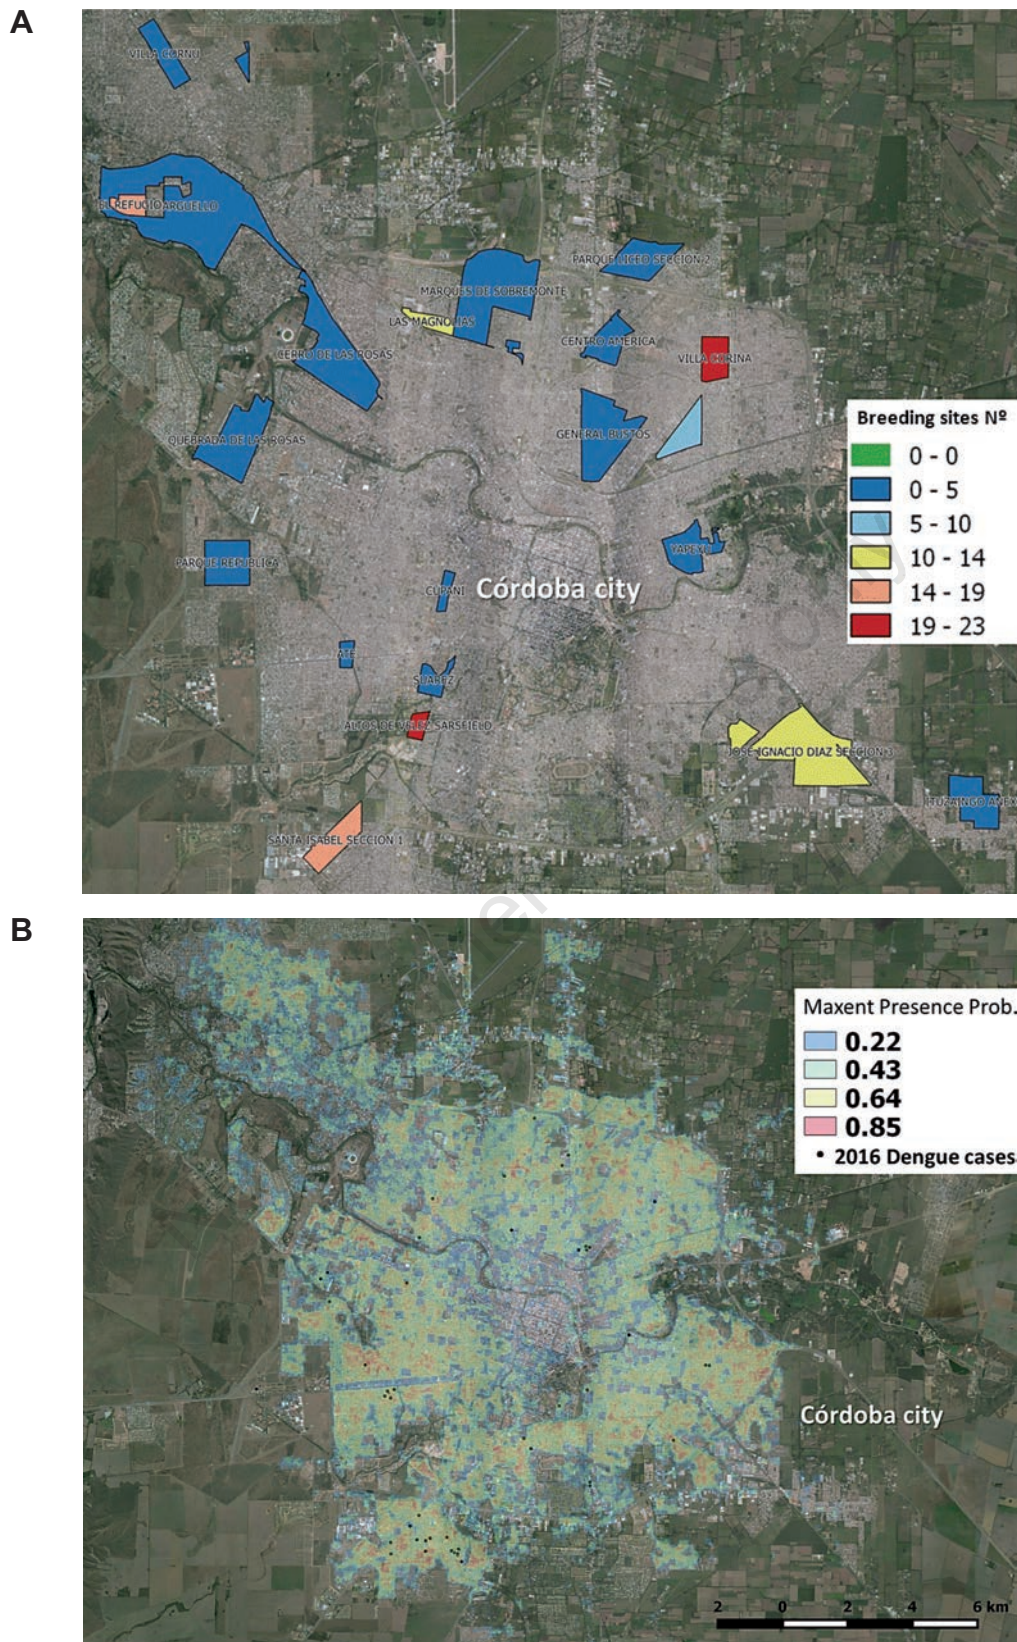 A
VILLA CORNU
EL REFUGIO ARGUELLO
PARQUE LICEO SECCION 2
MARQUES DE SOBREMONTE
LAS MAGNOLIAS
CENTRO AMERICA
VILLA CORINA
CERRO DE LAS ROSAS
Breeding sites Nº
0 - 0
0 - 5
5 - 10
10 - 14
14 - 19
19 - 23
QUEBRADA DE LAS ROSAS
GENERAL BUSTOS
YAPEYU
PARQUE REPUBLICA
CUPANI
Córdoba city
ATE
SUAREZ
ALTOS DE VELEZ SARSFIELD
JOSE IGNACIO DIAZ SECCION 3
ITUZAINGO ANEX
SANTA ISABEL SECCION 1
B
Maxent Presence Prob.
0.22
0.43
0.64
0.85
2016 Dengue cases
Córdoba city
2 0 2 4 6 km